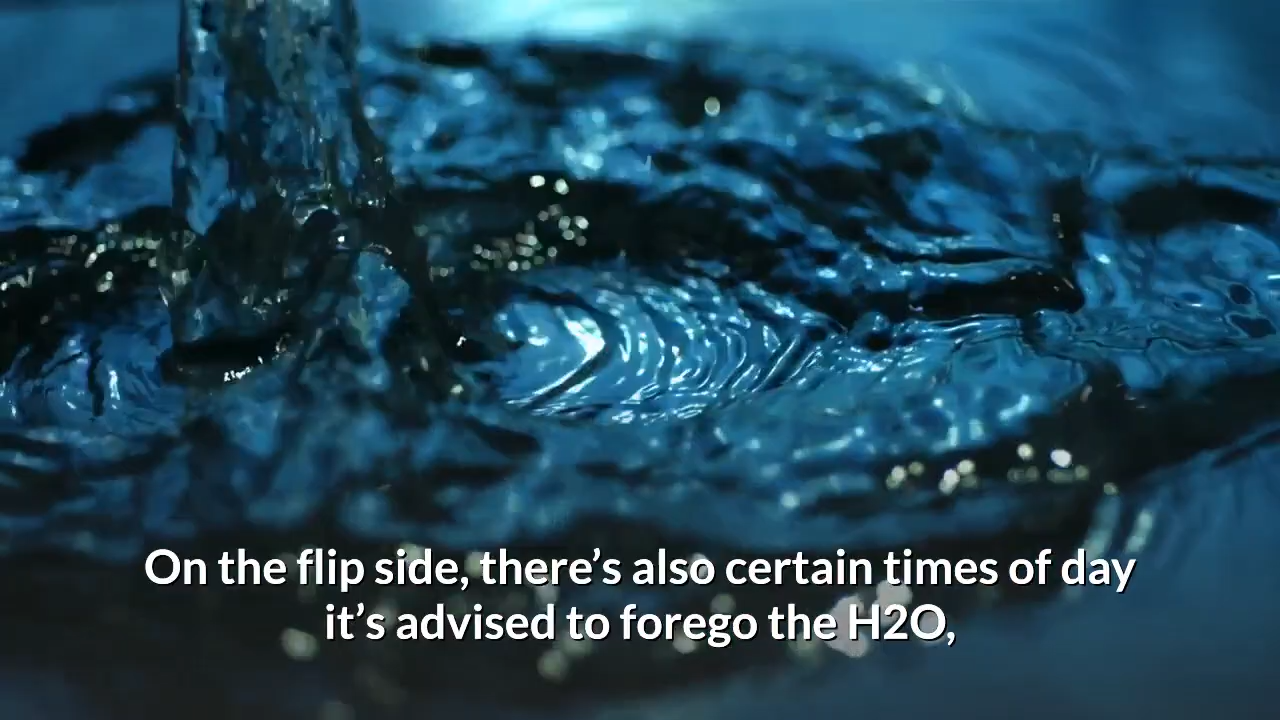 On the flip side, there’s also certain times of day
it’s advised to forego the H2O,